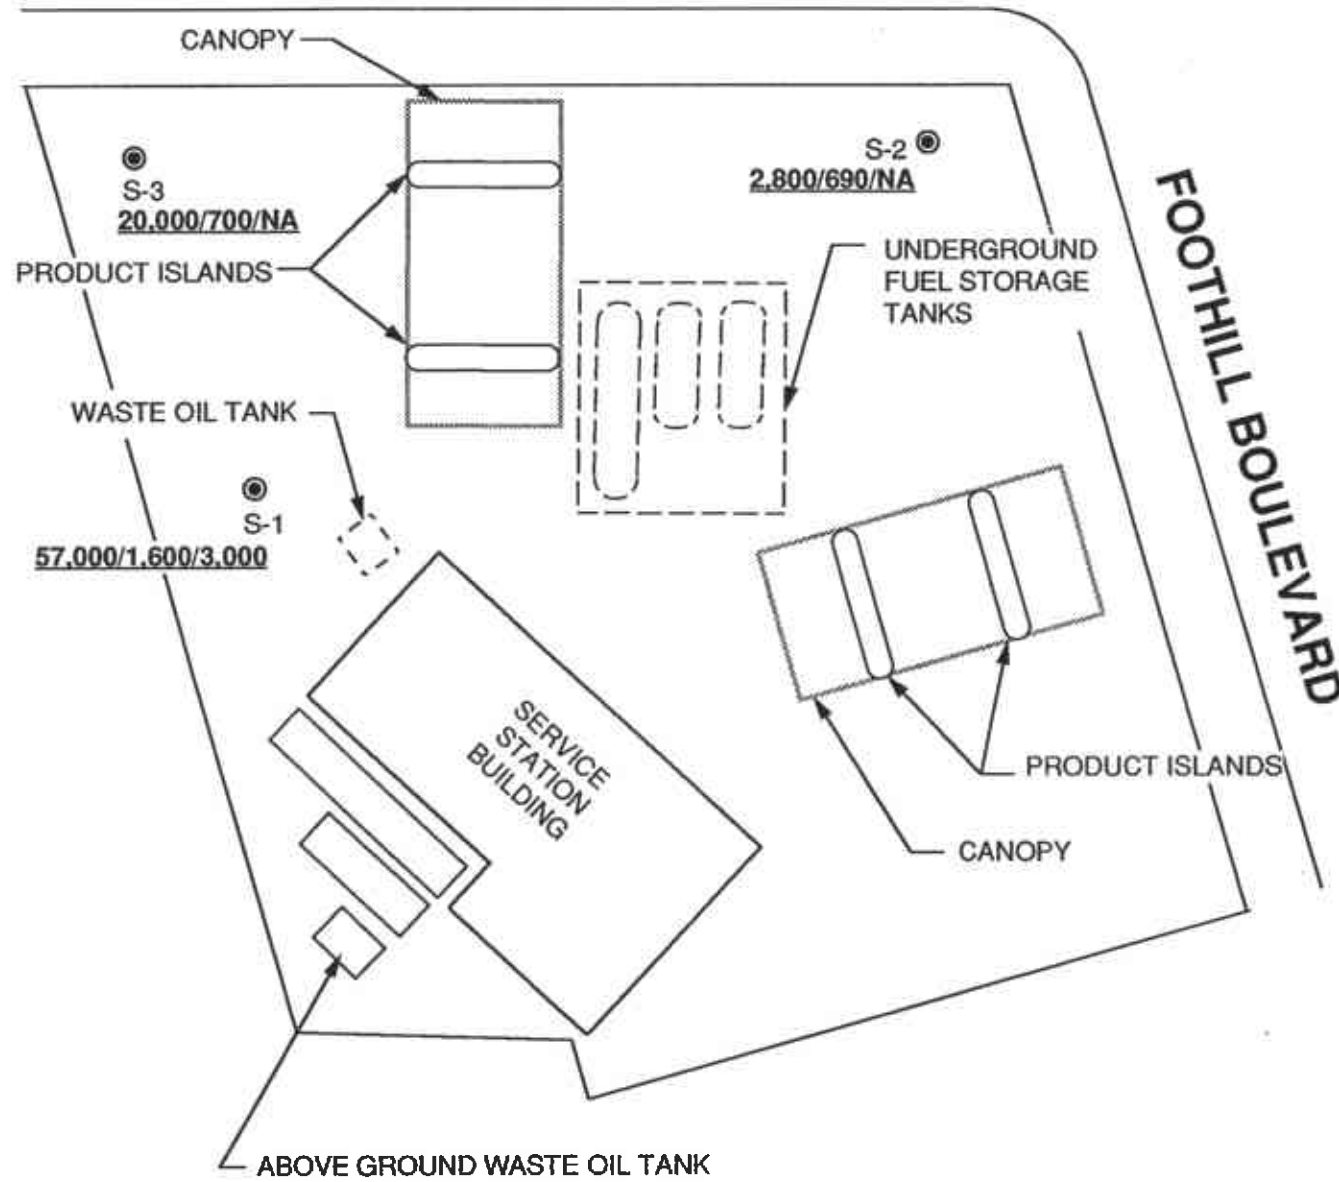 CANOPY
S-2
2,800/690/NA
S-3
20,000/700/NA
UNDERGROUND
FUEL STORAGE
TANKS
PRODUCT ISLANDS
FOOTHILL BOULEVARD
WASTE OIL TANK
S-1
57,000/1,600/3,000
SERVICE
STATION
BUILDING
PRODUCT ISLANDS
CANOPY
ABOVE GROUND WASTE OIL TANK